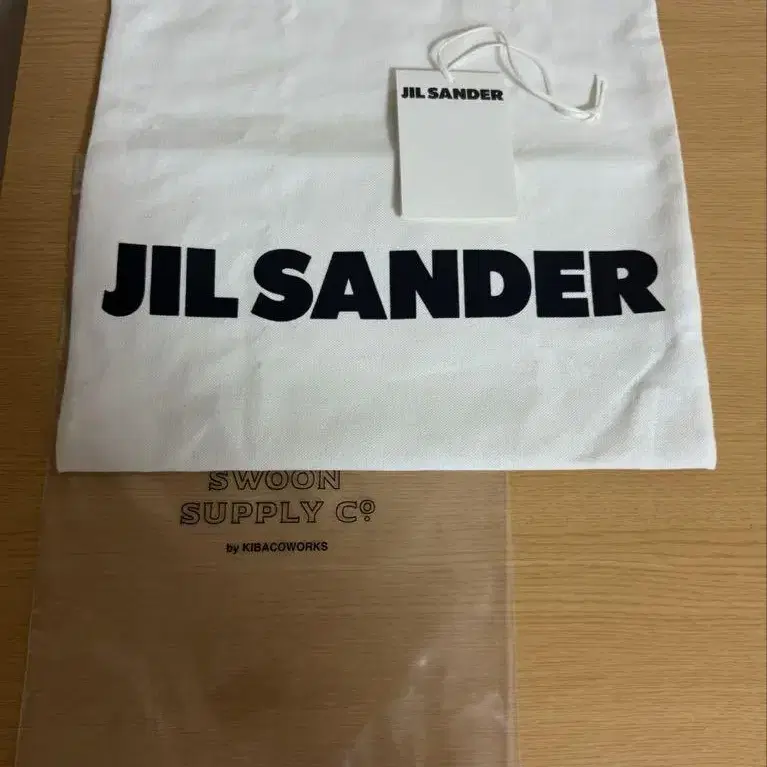 JIL SANDER
JIL SANDER
SWOON
SUPPLY Cº
by KIBACOWORKS